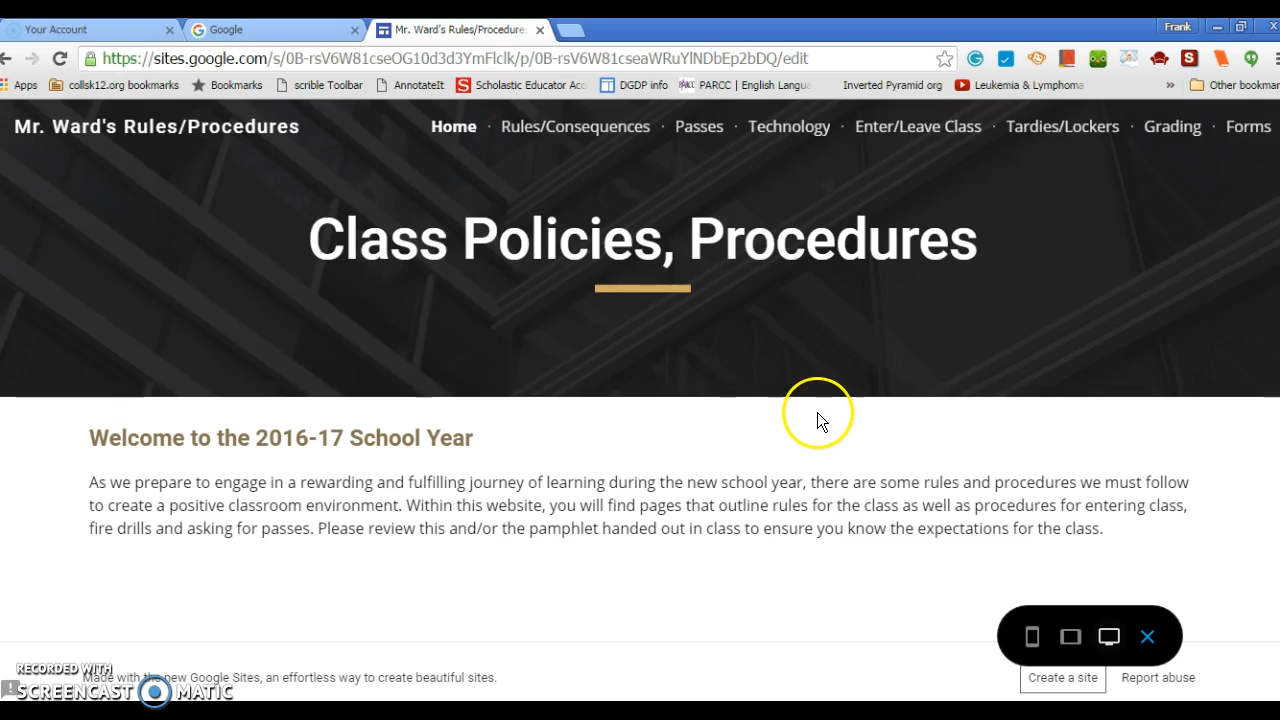 Your Account
Google
Mr. Ward's Rules/Procedure
Frank
https://sites.google.com/s/0B-rsV6W81cseOG10d3d3YmFlclk/p/0B-rsV6W81cseaWRuYlNDbEp2bDQ/edit
Apps collsk12.org bookmarks Bookmarks scrible Toolbar AnnotateIt Scholastic Educator Acc DGDP info PARCC | English Langua Inverted Pyramid org Leukemia & Lymphoma » Other bookmar
Mr. Ward's Rules/Procedures
Home · Rules/Consequences · Passes · Technology · Enter/Leave Class · Tardies/Lockers · Grading · Forms
Class Policies, Procedures
Welcome to the 2016-17 School Year
As we prepare to engage in a rewarding and fulfilling journey of learning during the new school year, there are some rules and procedures we must follow
to create a positive classroom environment. Within this website, you will find pages that outline rules for the class as well as procedures for entering class,
fire drills and asking for passes. Please review this and/or the pamphlet handed out in class to ensure you know the expectations for the class.
RECORDED WITH
SCREENCAST MATIC
Made with the new Google Sites, an effortless way to create beautiful sites.
Create a site
Report abuse